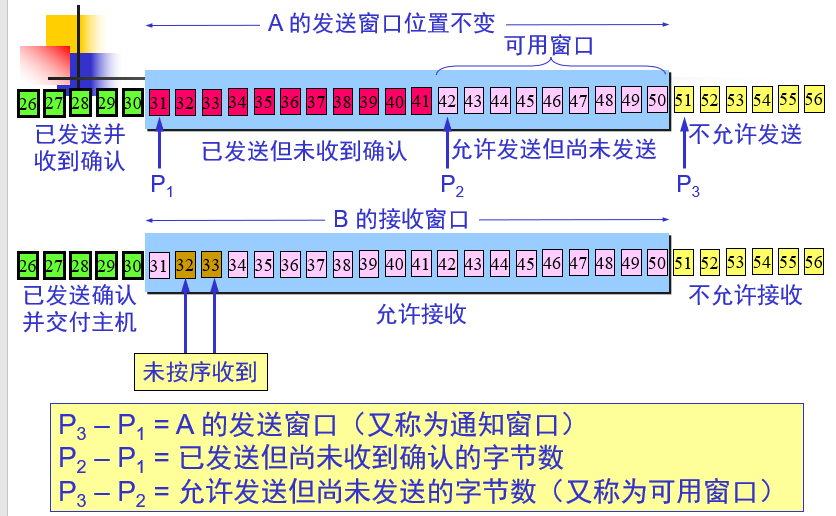 A 的发送窗口位置不变
可用窗口
26 27 28 29 30 31 32 33 34 35 36 37 38 39 40 41 42 43 44 45 46 47 48 49 50 51 52 53 54 55 56
已发送并
收到确认
已发送但未收到确认
允许发送但尚未发送
不允许发送
P1
P2
P3
B 的接收窗口
26 27 28 29 30 31 32 33 34 35 36 37 38 39 40 41 42 43 44 45 46 47 48 49 50 51 52 53 54 55 56
已发送确认
并交付主机
允许接收
不允许接收
未按序收到
P3 – P1 = A 的发送窗口（又称为通知窗口）
P2 – P1 = 已发送但尚未收到确认的字节数
P3 – P2 = 允许发送但尚未发送的字节数（又称为可用窗口）